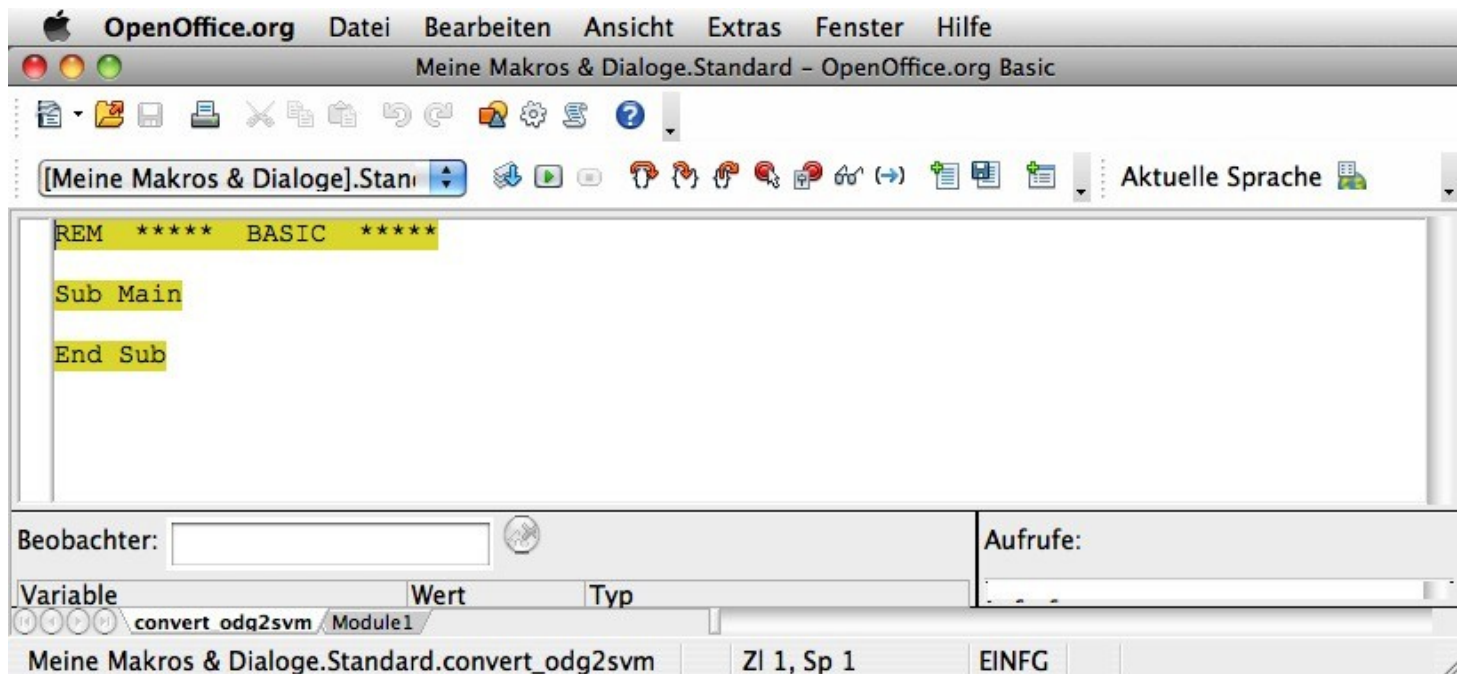 OpenOffice.org Datei Bearbeiten Ansicht Extras Fenster Hilfe
Meine Makros & Dialoge.Standard – OpenOffice.org Basic
[Meine Makros & Dialoge].Stan
Aktuelle Sprache
REM ***** BASIC *****
Sub Main
End Sub
Beobachter:
Aufrufe:
Variable Wert Typ
convert_odg2svm Module1
Meine Makros & Dialoge.Standard.convert_odg2svm Zl 1, Sp 1 EINFG